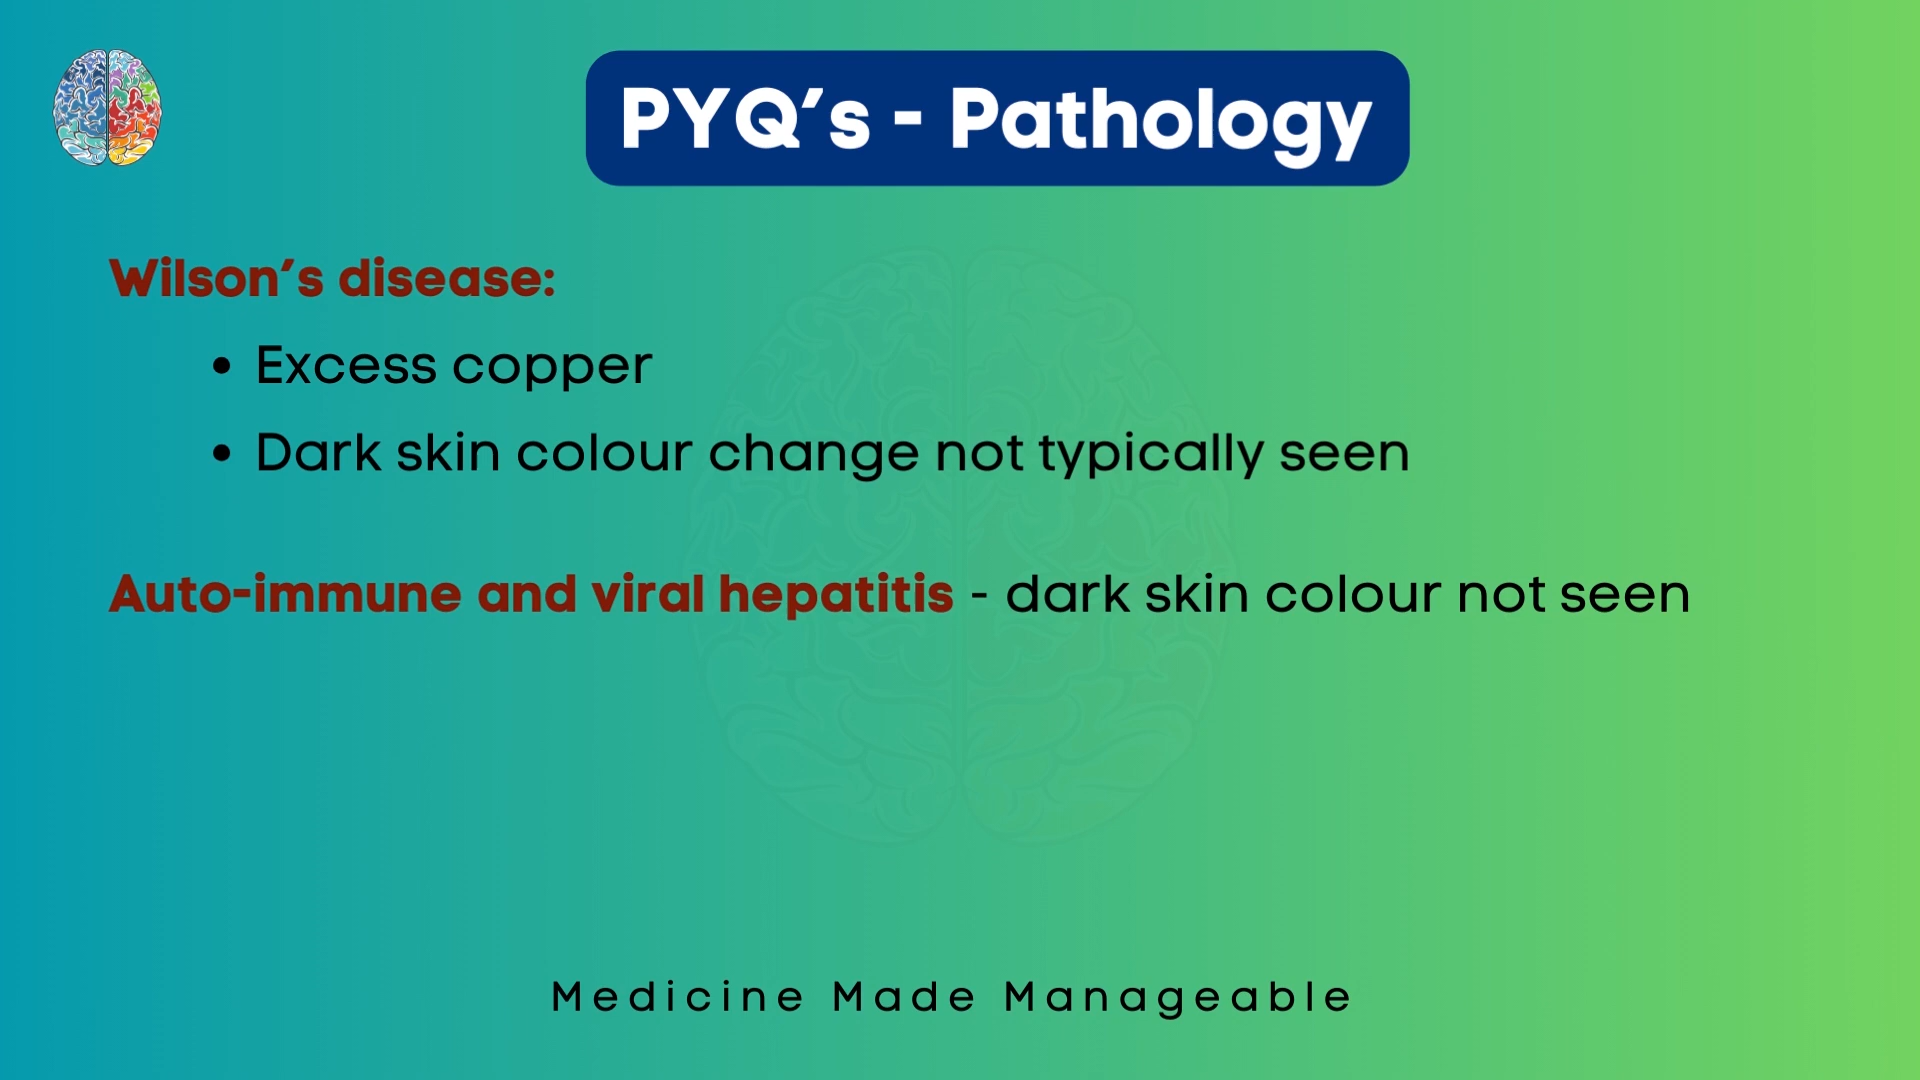 PYQ’s - Pathology
Wilson’s disease:
• Excess copper
• Dark skin colour change not typically seen
Auto-immune and viral hepatitis - dark skin colour not seen
Medicine Made Manageable